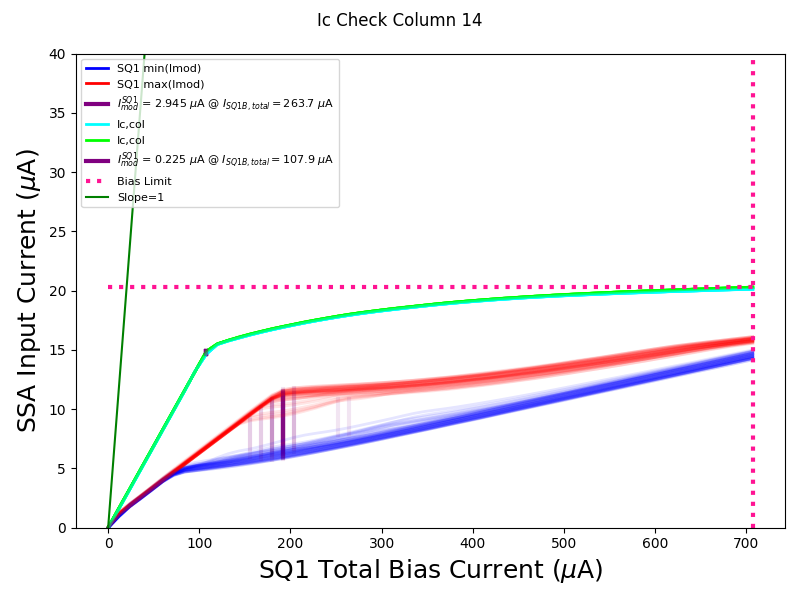 Ic Check Column 14
SSA Input Current (μA)
40
35
30
25
20
15
10
5
0
SQ1 min(Imod)
SQ1 max(Imod)
I_{mod}^{SQ1} = 2.945 μA @ I_{SQ1B, total} = 263.7 μA
Ic,col
Ic,col
I_{mod}^{SQ1} = 0.225 μA @ I_{SQ1B, total} = 107.9 μA
Bias Limit
Slope=1
0 100 200 300 400 500 600 700
SQ1 Total Bias Current (μA)